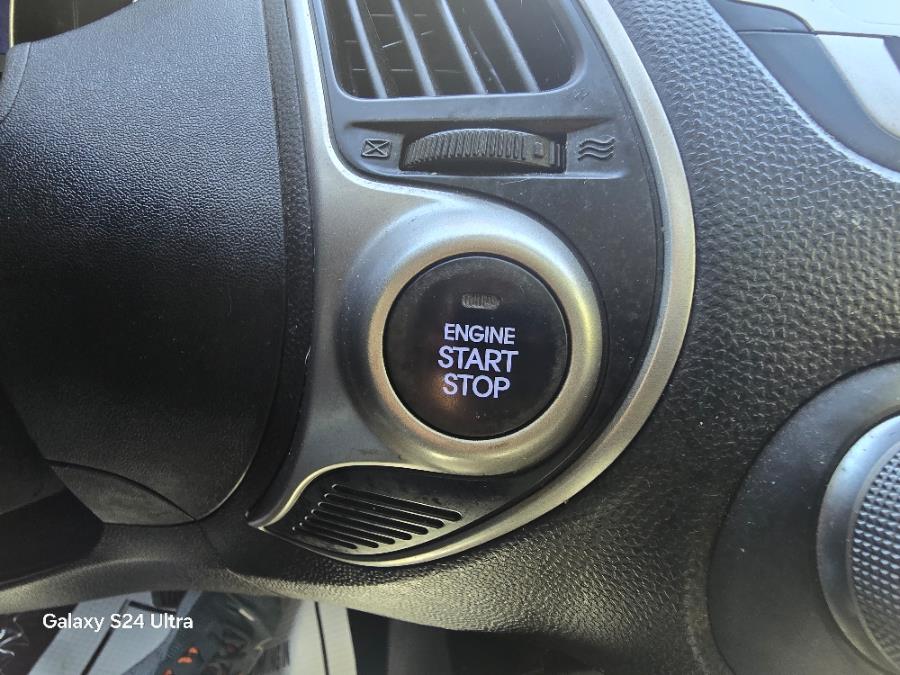 ENGINE
START
STOP
Galaxy S24 Ultra